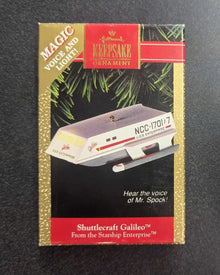 Hallmark
KEEPSAKE
ORNAMENT
MAGIC
VOICE AND
LIGHT!
NCC-1701/7
Hear the voice
of Mr. Spock!
Shuttlecraft Galileo™
From the Starship Enterprise™